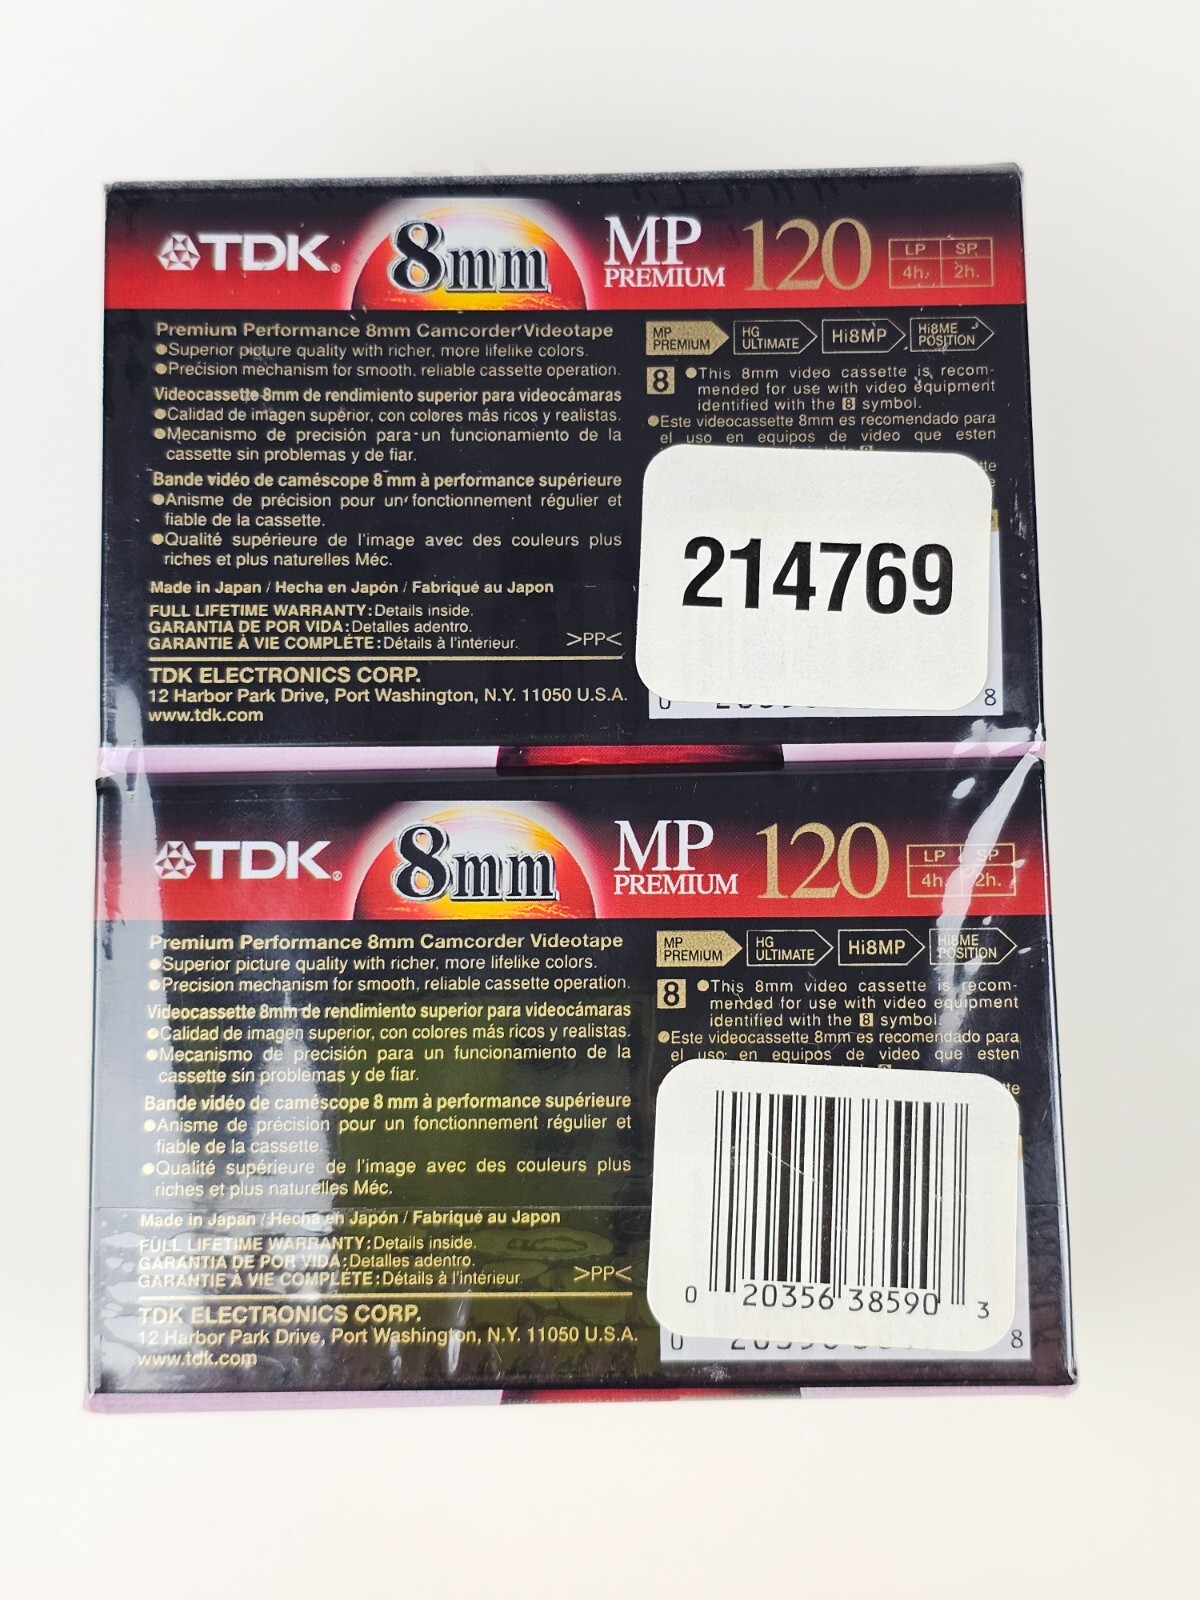 TDK®
8mm
MP
PREMIUM
120
LP SP
4h. 2h.
Premium Performance 8mm Camcorder Videotape
●Superior picture quality with richer, more lifelike colors.
●Precision mechanism for smooth, reliable cassette operation.
Videocassette 8mm de rendimiento superior para videocámaras
●Calidad de imagen superior, con colores más ricos y realistas.
●Mecanismo de precisión para un funcionamiento de la
cassette sin problemas y de fiar.
Bande vidéo de caméscope 8 mm à performance supérieure
●Anisme de précision pour un fonctionnement régulier et
fiable de la cassette.
●Qualité supérieure de l'image avec des couleurs plus
riches et plus naturelles Méc.
Made in Japan / Hecha en Japón / Fabriqué au Japon
FULL LIFETIME WARRANTY: Details inside.
GARANTIA DE POR VIDA: Detalles adentro.
GARANTIE À VIE COMPLÉTE: Détails à l'intérieur.
>PP<
TDK ELECTRONICS CORP.
12 Harbor Park Drive, Port Washington, N.Y. 11050 U.S.A.
www.tdk.com
MP
PREMIUM
HG
ULTIMATE
Hi8MP
Hi8ME
POSITION
8
●This 8mm video cassette is recom-
mended for use with video equipment
identified with the 8 symbol.
●Este videocassette 8mm es recomendado para
el uso en equipos de video que esten
214769
0
8
TDK®
8mm
MP
PREMIUM
120
LP SP
4h. 2h.
Premium Performance 8mm Camcorder Videotape
●Superior picture quality with richer, more lifelike colors.
●Precision mechanism for smooth, reliable cassette operation.
Videocassette 8mm de rendimiento superior para videocámaras
●Calidad de imagen superior, con colores más ricos y realistas.
●Mecanismo de precisión para un funcionamiento de la
cassette sin problemas y de fiar.
Bande vidéo de caméscope 8 mm à performance supérieure
●Anisme de précision pour un fonctionnement régulier et
fiable de la cassette.
●Qualité supérieure de l'image avec des couleurs plus
riches et plus naturelles Méc.
Made in Japan / Hecha en Japón / Fabriqué au Japon
FULL LIFETIME WARRANTY: Details inside.
GARANTIA DE POR VIDA: Detalles adentro.
GARANTIE À VIE COMPLÉTE: Détails à l'intérieur.
>PP<
TDK ELECTRONICS CORP.
12 Harbor Park Drive, Port Washington, N.Y. 11050 U.S.A.
www.tdk.com
MP
PREMIUM
HG
ULTIMATE
Hi8MP
Hi8ME
POSITION
8
●This 8mm video cassette is recom-
mended for use with video equipment
identified with the 8 symbol.
●Este videocassette 8mm es recomendado para
el uso en equipos de video que esten
0 20356 38590 3
0
8